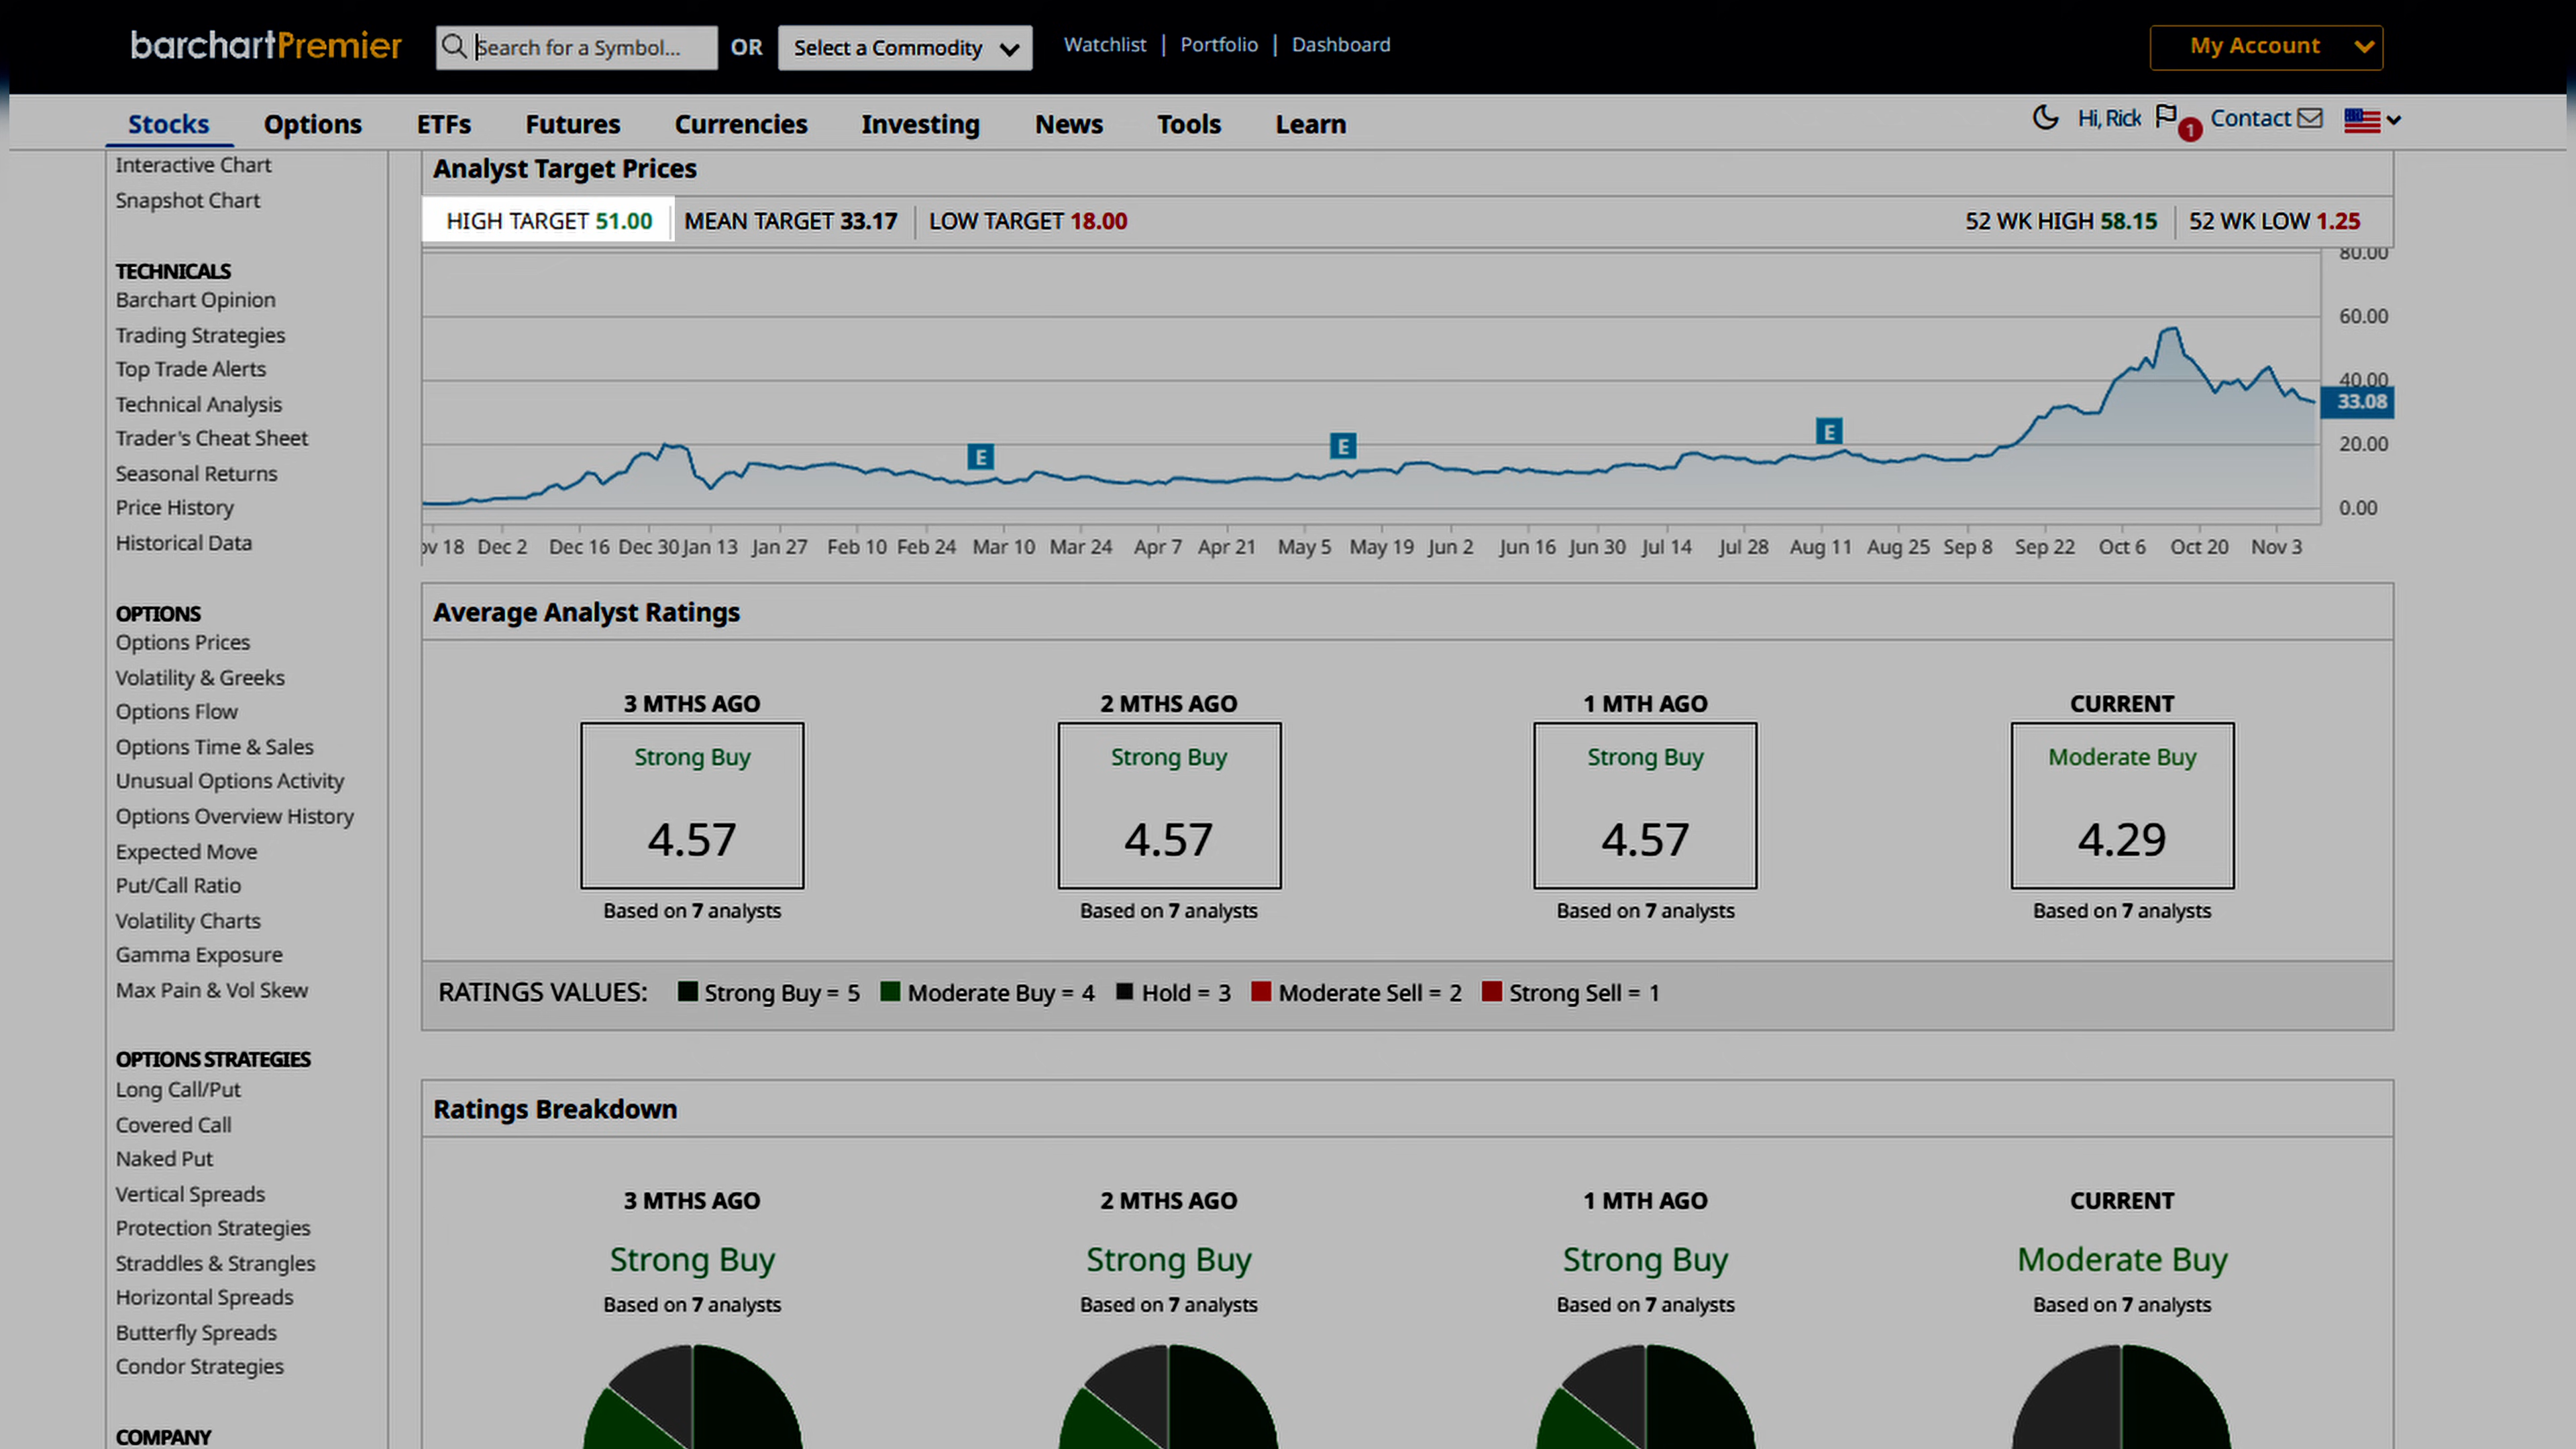 barchartPremier
Search for a Symbol...
OR
Select a Commodity
Watchlist | Portfolio | Dashboard
My Account
Stocks Options ETFs Futures Currencies Investing News Tools Learn
Hi, Rick
1
Contact
Interactive Chart
Snapshot Chart
TECHNICALS
Barchart Opinion
Trading Strategies
Top Trade Alerts
Technical Analysis
Trader's Cheat Sheet
Seasonal Returns
Price History
Historical Data
OPTIONS
Options Prices
Volatility & Greeks
Options Flow
Options Time & Sales
Unusual Options Activity
Options Overview History
Expected Move
Put/Call Ratio
Volatility Charts
Gamma Exposure
Max Pain & Vol Skew
OPTIONS STRATEGIES
Long Call/Put
Covered Call
Naked Put
Vertical Spreads
Protection Strategies
Straddles & Strangles
Horizontal Spreads
Butterfly Spreads
Condor Strategies
COMPANY
Analyst Target Prices
HIGH TARGET 51.00 | MEAN TARGET 33.17 | LOW TARGET 18.00
52 WK HIGH 58.15 | 52 WK LOW 1.25
80.00
60.00
40.00
33.08
20.00
0.00
E E E
ov 18 Dec 2 Dec 16 Dec 30 Jan 13 Jan 27 Feb 10 Feb 24 Mar 10 Mar 24 Apr 7 Apr 21 May 5 May 19 Jun 2 Jun 16 Jun 30 Jul 14 Jul 28 Aug 11 Aug 25 Sep 8 Sep 22 Oct 6 Oct 20 Nov 3
Average Analyst Ratings
3 MTHS AGO 2 MTHS AGO 1 MTH AGO CURRENT
Strong Buy Strong Buy Strong Buy Moderate Buy
4.57 4.57 4.57 4.29
Based on 7 analysts Based on 7 analysts Based on 7 analysts Based on 7 analysts
RATINGS VALUES: Strong Buy = 5 Moderate Buy = 4 Hold = 3 Moderate Sell = 2 Strong Sell = 1
Ratings Breakdown
3 MTHS AGO 2 MTHS AGO 1 MTH AGO CURRENT
Strong Buy Strong Buy Strong Buy Moderate Buy
Based on 7 analysts Based on 7 analysts Based on 7 analysts Based on 7 analysts